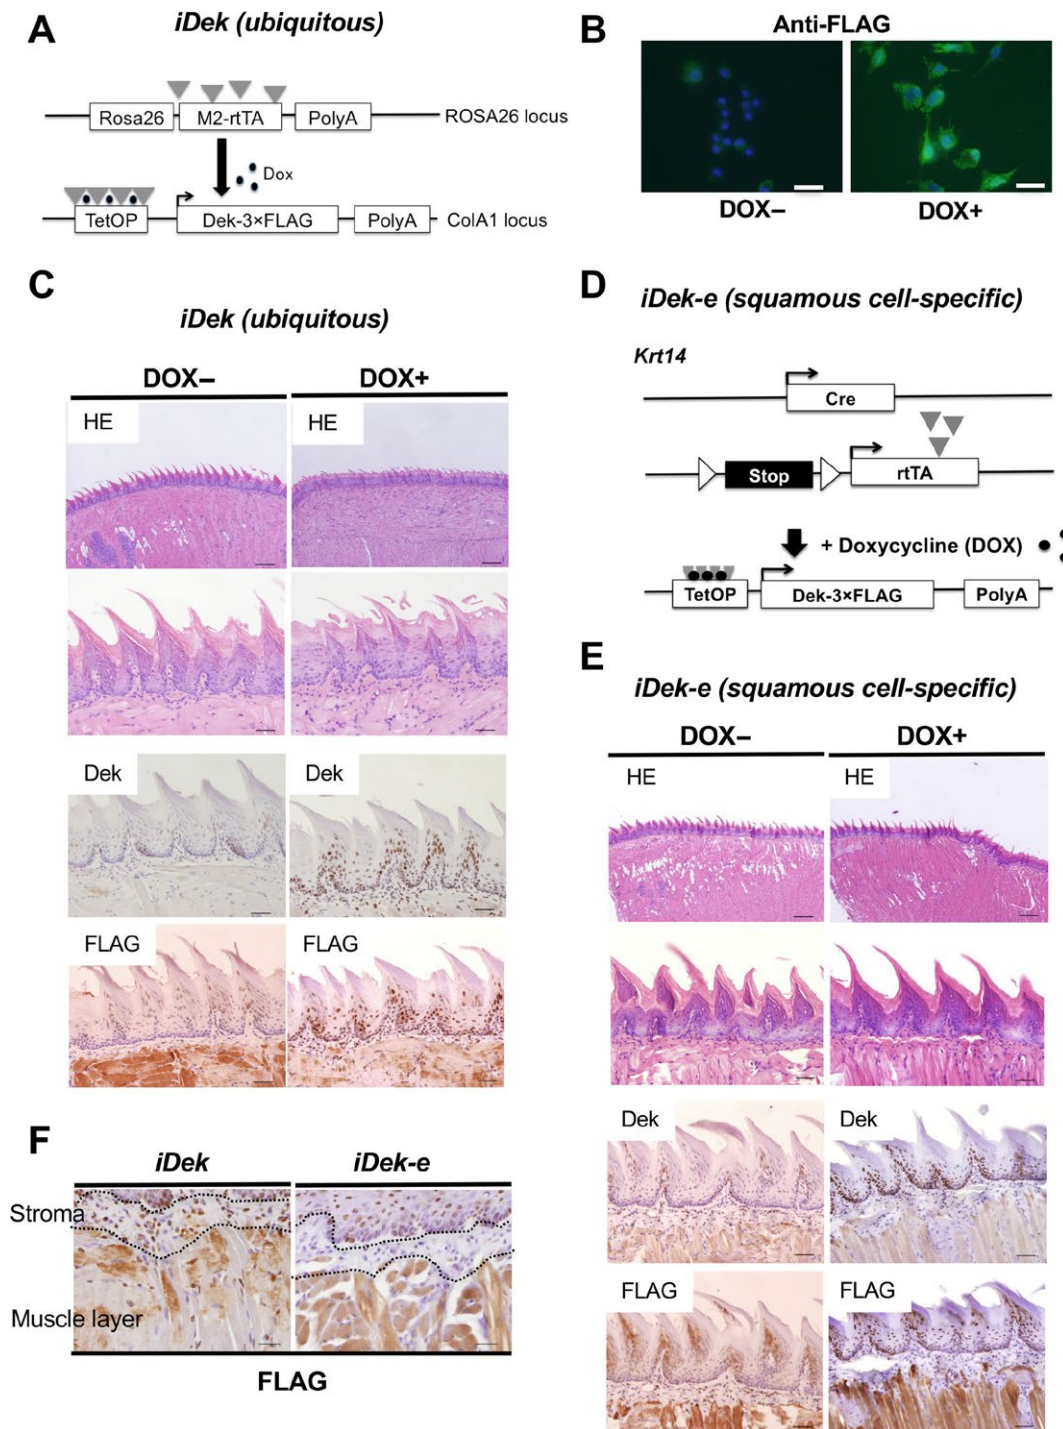 A
iDek (ubiquitous)
Rosa26
M2-rtTA
PolyA
ROSA26 locus
Dox
TetOP
Dek-3×FLAG
PolyA
ColA1 locus
B
Anti-FLAG
DOX–
DOX+
C
iDek (ubiquitous)
DOX–
DOX+
HE
HE
Dek
Dek
FLAG
FLAG
D
iDek-e (squamous cell-specific)
Krt14
Cre
Stop
rtTA
+ Doxycycline (DOX)
TetOP
Dek-3×FLAG
PolyA
E
iDek-e (squamous cell-specific)
DOX–
DOX+
HE
HE
Dek
Dek
FLAG
FLAG
F
iDek
iDek-e
Stroma
Muscle layer
FLAG